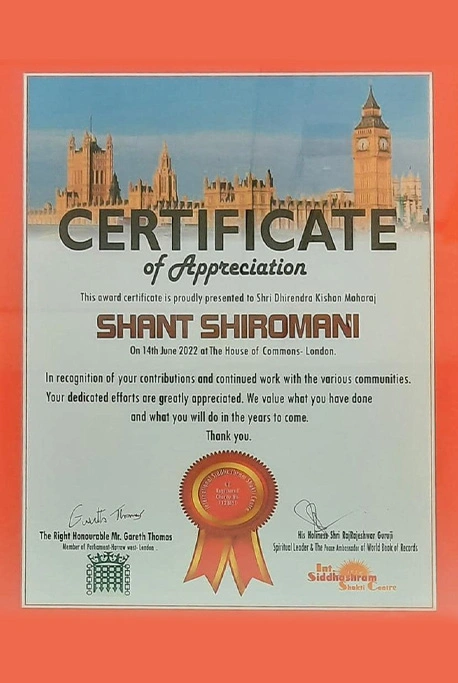 CERTIFICATE
of Appreciation
This award certificate is proudly presented to Shri Dhirendra Kishan Maharaj
SHANT SHIROMANI
On 14th June 2022 at The House of Commons- London.
In recognition of your contributions and continued work with the various communities.
Your dedicated efforts are greatly appreciated. We value what you have done
and what you will do in the years to come.
Thank you.
Gareth Thomas
The Right Honourable Mr. Gareth Thomas
Member of Parliament-Harrow west- London
His Holiness Shri RajRajeshwar Guruji
Spiritual Leader & The Peace Ambassador of World Book of Records
Int.
Siddhashram
Shakti Centre